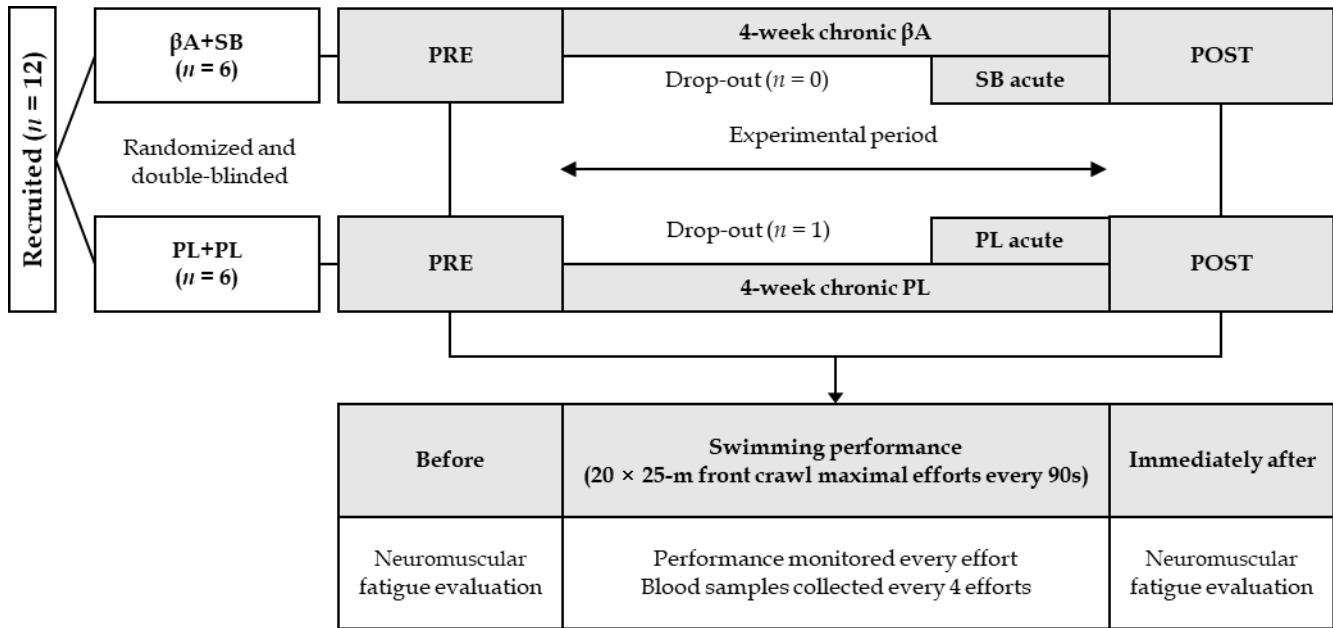 Recruited (n = 12)
βA+SB
(n = 6)
Randomized and
double-blinded
PL+PL
(n = 6)
PRE
4-week chronic βA
Drop-out (n = 0)
SB acute
POST
Experimental period
PRE
Drop-out (n = 1)
PL acute
4-week chronic PL
POST
Before
Swimming performance
(20 × 25-m front crawl maximal efforts every 90s)
Immediately after
Neuromuscular
fatigue evaluation
Performance monitored every effort
Blood samples collected every 4 efforts
Neuromuscular
fatigue evaluation